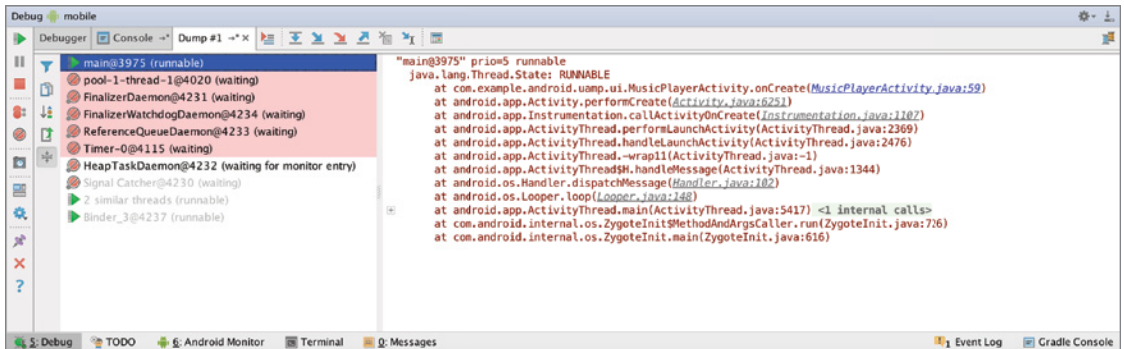 Debug mobile
Debugger Console →* Dump #1 →* ×
main@3975 (runnable)
pool-1-thread-1@4020 (waiting)
FinalizerDaemon@4231 (waiting)
FinalizerWatchdogDaemon@4234 (waiting)
ReferenceQueueDaemon@4233 (waiting)
Timer-0@4115 (waiting)
HeapTaskDaemon@4232 (waiting for monitor entry)
Signal Catcher@4230 (waiting)
2 similar threads (runnable)
Binder_3@4237 (runnable)
"main@3975" prio=5 runnable
java.lang.Thread.State: RUNNABLE
at com.example.android.uamp.ui.MusicPlayerActivity.onCreate(MusicPlayerActivity.java:59)
at android.app.Activity.performCreate(Activity.java:6251)
at android.app.Instrumentation.callActivityOnCreate(Instrumentation.java:1107)
at android.app.ActivityThread.performLaunchActivity(ActivityThread.java:2369)
at android.app.ActivityThread.handleLaunchActivity(ActivityThread.java:2476)
at android.app.ActivityThread.-wrap11(ActivityThread.java:-1)
at android.app.ActivityThread$H.handleMessage(ActivityThread.java:1344)
at android.os.Handler.dispatchMessage(Handler.java:102)
at android.os.Looper.loop(Looper.java:148)
at android.app.ActivityThread.main(ActivityThread.java:5417) <1 internal calls>
at com.android.internal.os.ZygoteInit$MethodAndArgsCaller.run(ZygoteInit.java:726)
at com.android.internal.os.ZygoteInit.main(ZygoteInit.java:616)
5: Debug TODO 6: Android Monitor Terminal 0: Messages 1 Event Log Gradle Console